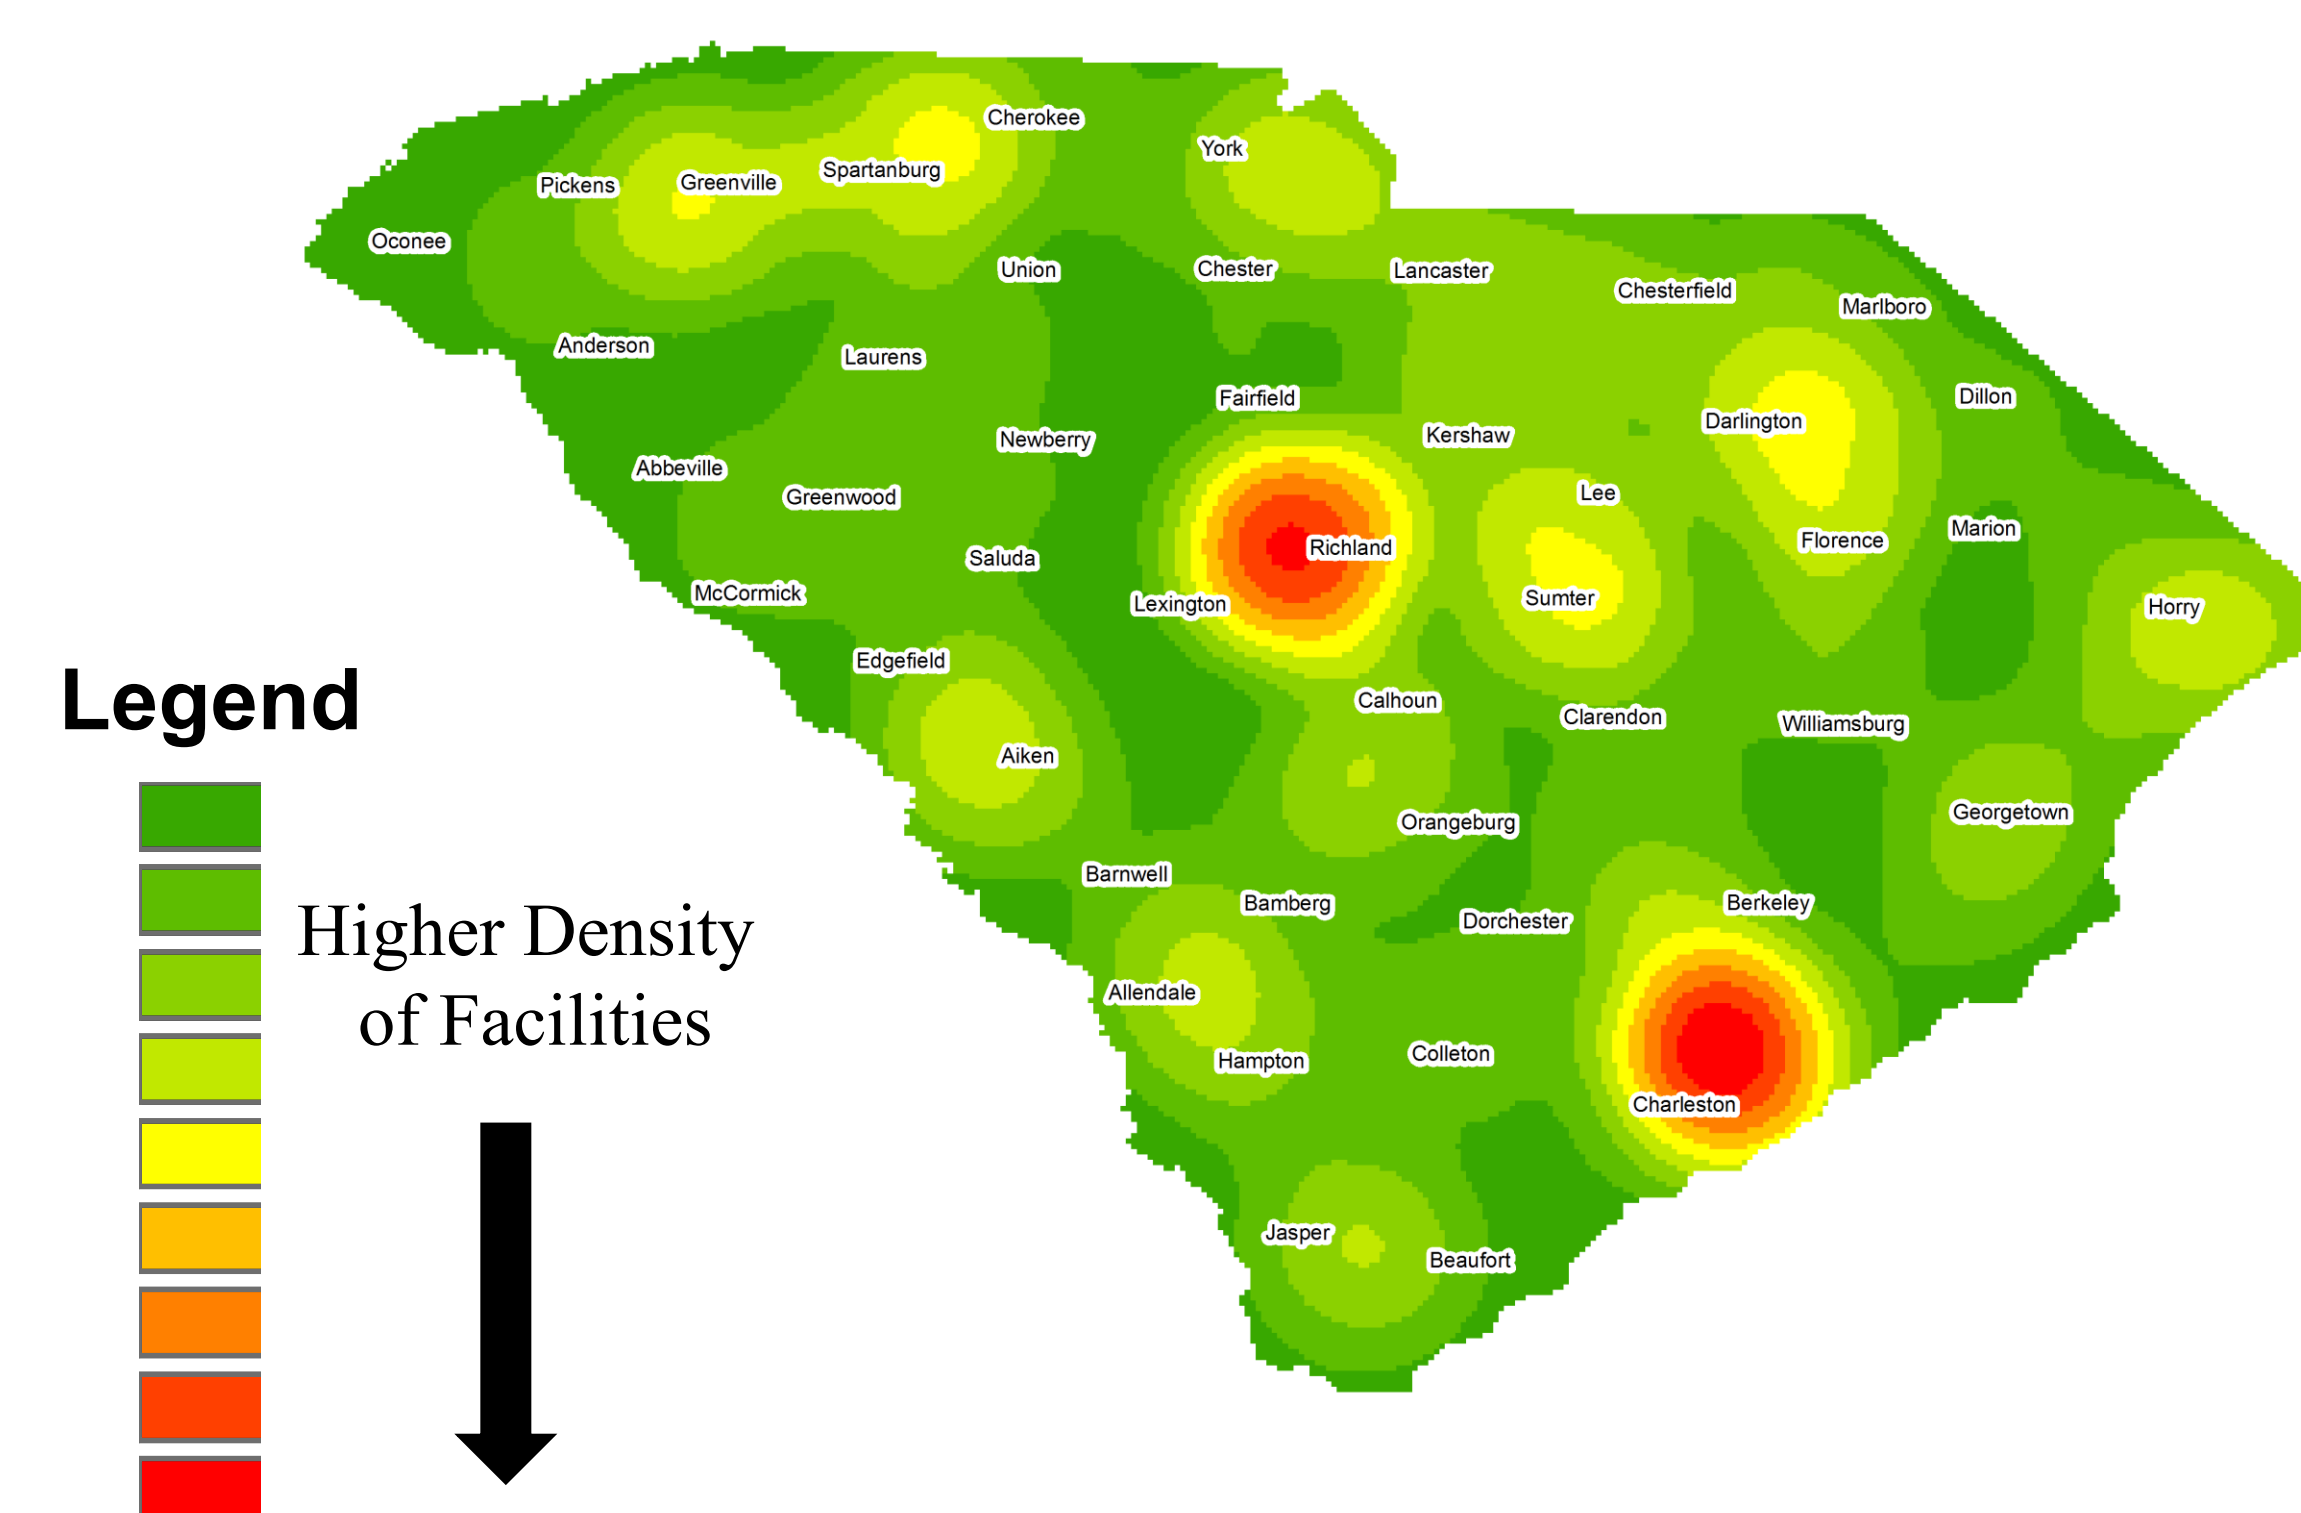 Cherokee
York
Spartanburg
Greenville
Pickens
Oconee
Union
Chester
Lancaster
Chesterfield
Marlboro
Anderson
Laurens
Fairfield
Dillon
Darlington
Kershaw
Newberry
Abbeville
Greenwood
Lee
Marion
Florence
Richland
Saluda
McCormick
Lexington
Sumter
Horry
Edgefield
Calhoun
Clarendon
Williamsburg
Aiken
Orangeburg
Georgetown
Barnwell
Bamberg
Berkeley
Dorchester
Allendale
Hampton
Colleton
Charleston
Jasper
Beaufort
Legend
Higher Density
of Facilities